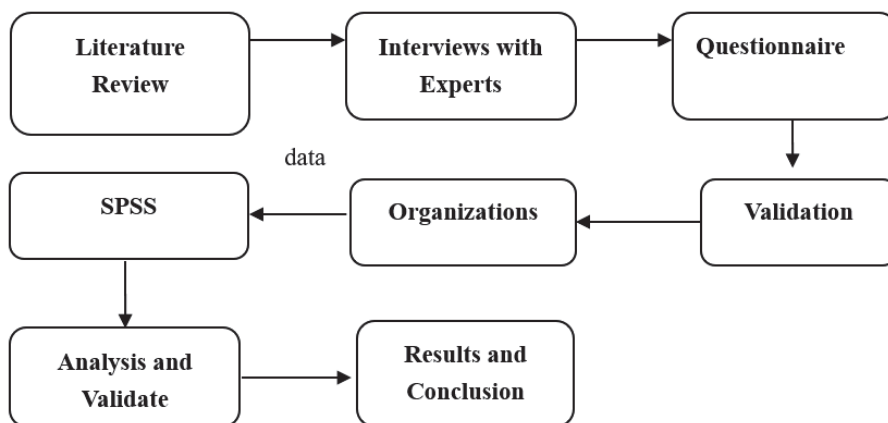 Literature
Review
Interviews with
Experts
Questionnaire
data
SPSS
Organizations
Validation
Analysis and
Validate
Results and
Conclusion